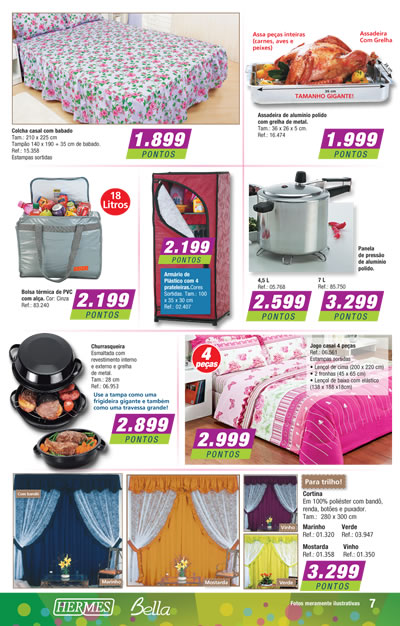 Colcha casal com babado
Tam.: 210 x 225 cm
Tampão 140 x 190 + 35 cm de babado.
Ref.: 15.358
Estampas sortidas
1.899
PONTOS
Assa peças inteiras
(carnes, aves e
peixes)
Assadeira
Com Grelha
36 cm
TAMANHO GIGANTE!
Assadeira de alumínio polido
com grelha de metal.
Tam.: 36 x 26 x 5 cm.
Ref.: 16.474
1.999
PONTOS
18
Litros
Bolsa térmica de PVC
com alça. Cor: Cinza
Ref.: 83.240
2.199
PONTOS
2.199
PONTOS
Armário de
Plástico com 4
prateleiras. Cores
Sortidas. Tam.: 160
x 35 x 30 cm
Ref.: 02.407
Panela
de pressão
de alumínio
polido.
4,5 L
Ref.: 05.768
2.599
PONTOS
7 L
Ref.: 85.750
3.299
PONTOS
Churrasqueira
Esmaltada com
revestimento interno
e externo e grelha
de metal.
Tam.: 28 cm
Ref.: 06.953
Use a tampa como uma
frigideira gigante e também
como uma travessa grande!
2.899
PONTOS
4
peças
Jogo casal 4 peças
Ref.: 06.561
Estampas sortidas
• Lençol de cima (200 x 220 cm)
• 2 fronhas (45 x 65 cm)
• Lençol de baixo com elástico
(138 x 188 x18cm)
2.999
PONTOS
Com bandô
Marinho
Mostarda
Vinho
Verde
Para trilho!
Cortina
Em 100% poliéster com bandô,
renda, botões e puxador.
Tam.: 280 x 300 cm
Marinho Verde
Ref.: 01.320 Ref.: 03.947
Mostarda Vinho
Ref.: 01.358 Ref.: 01.350
3.299
PONTOS
HERMES Bella
Fotos meramente ilustrativas 7